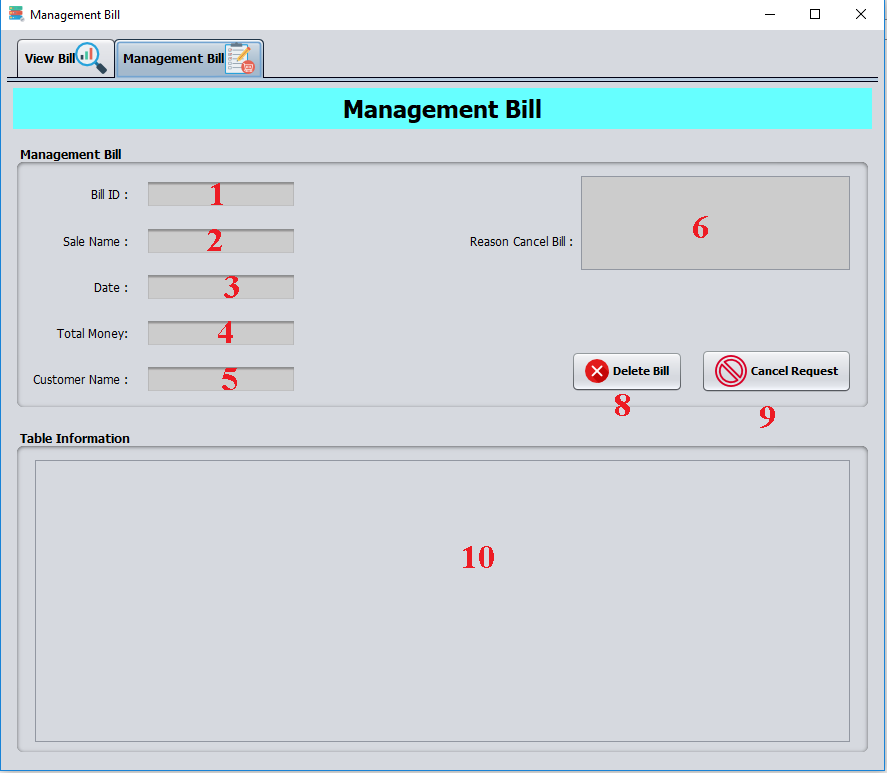 Management Bill
View Bill Management Bill
Management Bill
Management Bill
Bill ID : 1
Sale Name : 2
Date : 3
Total Money: 4
Customer Name : 5
Reason Cancel Bill : 6
Delete Bill Cancel Request
8 9
Table Information
10